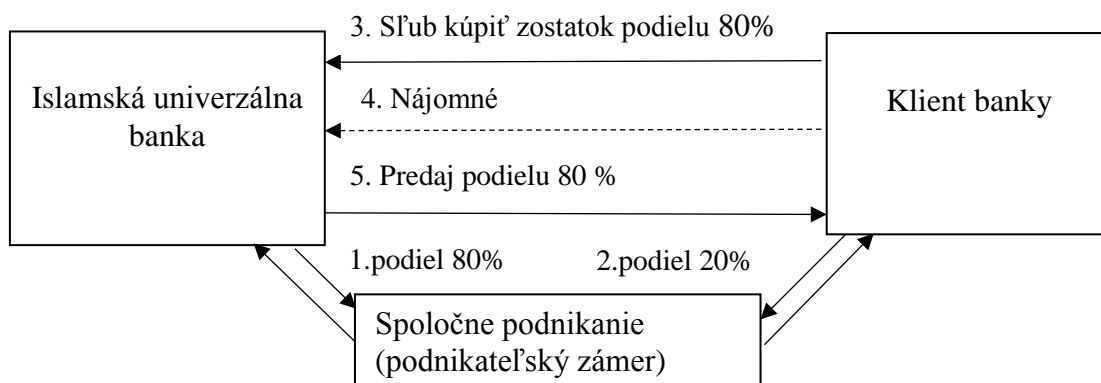 3. Sľub kúpiť zostatok podielu 80%
Islamská univerzálna
banka
4. Nájomné
Klient banky
5. Predaj podielu 80 %
1.podiel 80%
2.podiel 20%
Spoločne podnikanie
(podnikateľský zámer)